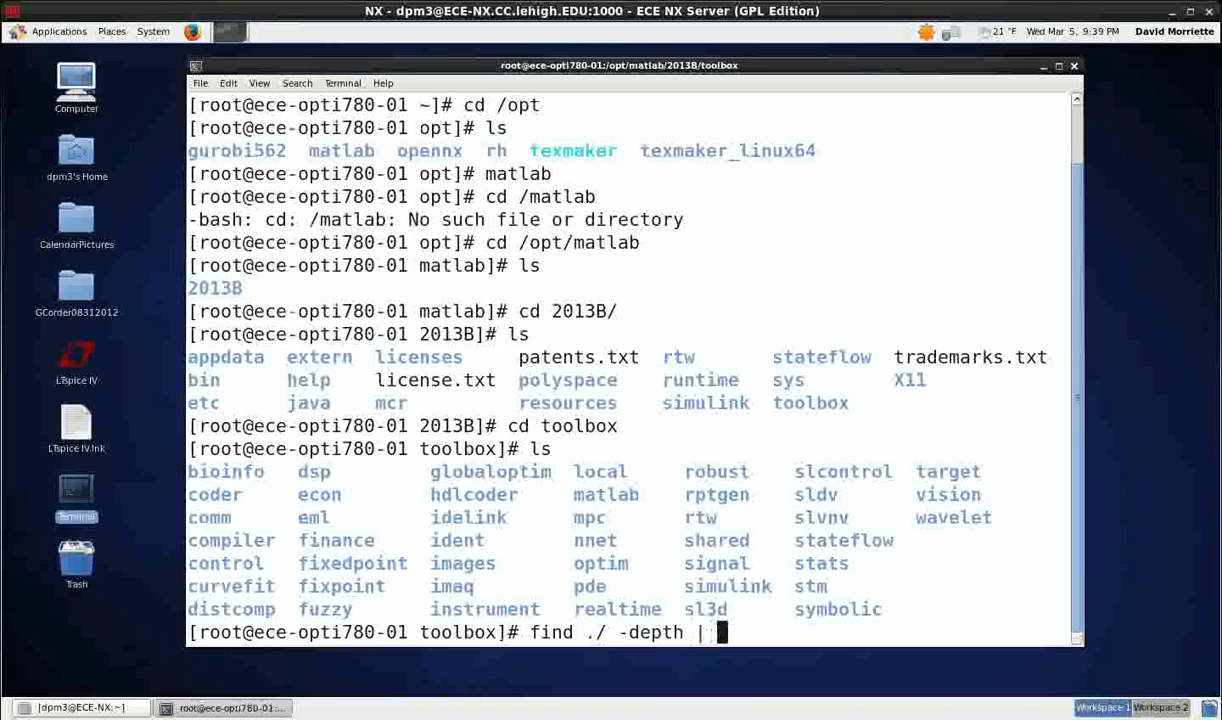 NX - dpm3@ECE-NX.CC.lehigh.EDU:1000 - ECE NX Server (GPL Edition)
Applications Places System 21 °F Wed Mar 5, 9:39 PM David Morriette
Computer
dpm3's Home
CalendarPictures
GCorder08312012
LTspice IV
LTspice IV.lnk
Terminal
Trash
root@ece-opti780-01:/opt/matlab/2013B/toolbox
File Edit View Search Terminal Help
[root@ece-opti780-01 ~]# cd /opt
[root@ece-opti780-01 opt]# ls
gurobi562 matlab opennx rh texmaker texmaker_linux64
[root@ece-opti780-01 opt]# matlab
[root@ece-opti780-01 opt]# cd /matlab
-bash: cd: /matlab: No such file or directory
[root@ece-opti780-01 opt]# cd /opt/matlab
[root@ece-opti780-01 matlab]# ls
2013B
[root@ece-opti780-01 matlab]# cd 2013B/
[root@ece-opti780-01 2013B]# ls
appdata extern licenses patents.txt rtw stateflow trademarks.txt
bin help license.txt polyspace runtime sys X11
etc java mcr resources simulink toolbox
[root@ece-opti780-01 2013B]# cd toolbox
[root@ece-opti780-01 toolbox]# ls
bioinfo dsp globaloptim local robust slcontrol target
coder econ hdlcoder matlab rptgen sldv vision
comm eml idelink mpc rtw slvnv wavelet
compiler finance ident nnet shared stateflow
control fixedpoint images optim signal stats
curvefit fixpoint imaq pde simulink stm
distcomp fuzzy instrument realtime sl3d symbolic
[root@ece-opti780-01 toolbox]# find ./ -depth |
[dpm3@ECE-NX:~] root@ece-opti780-01:... Workspace 1 Workspace 2